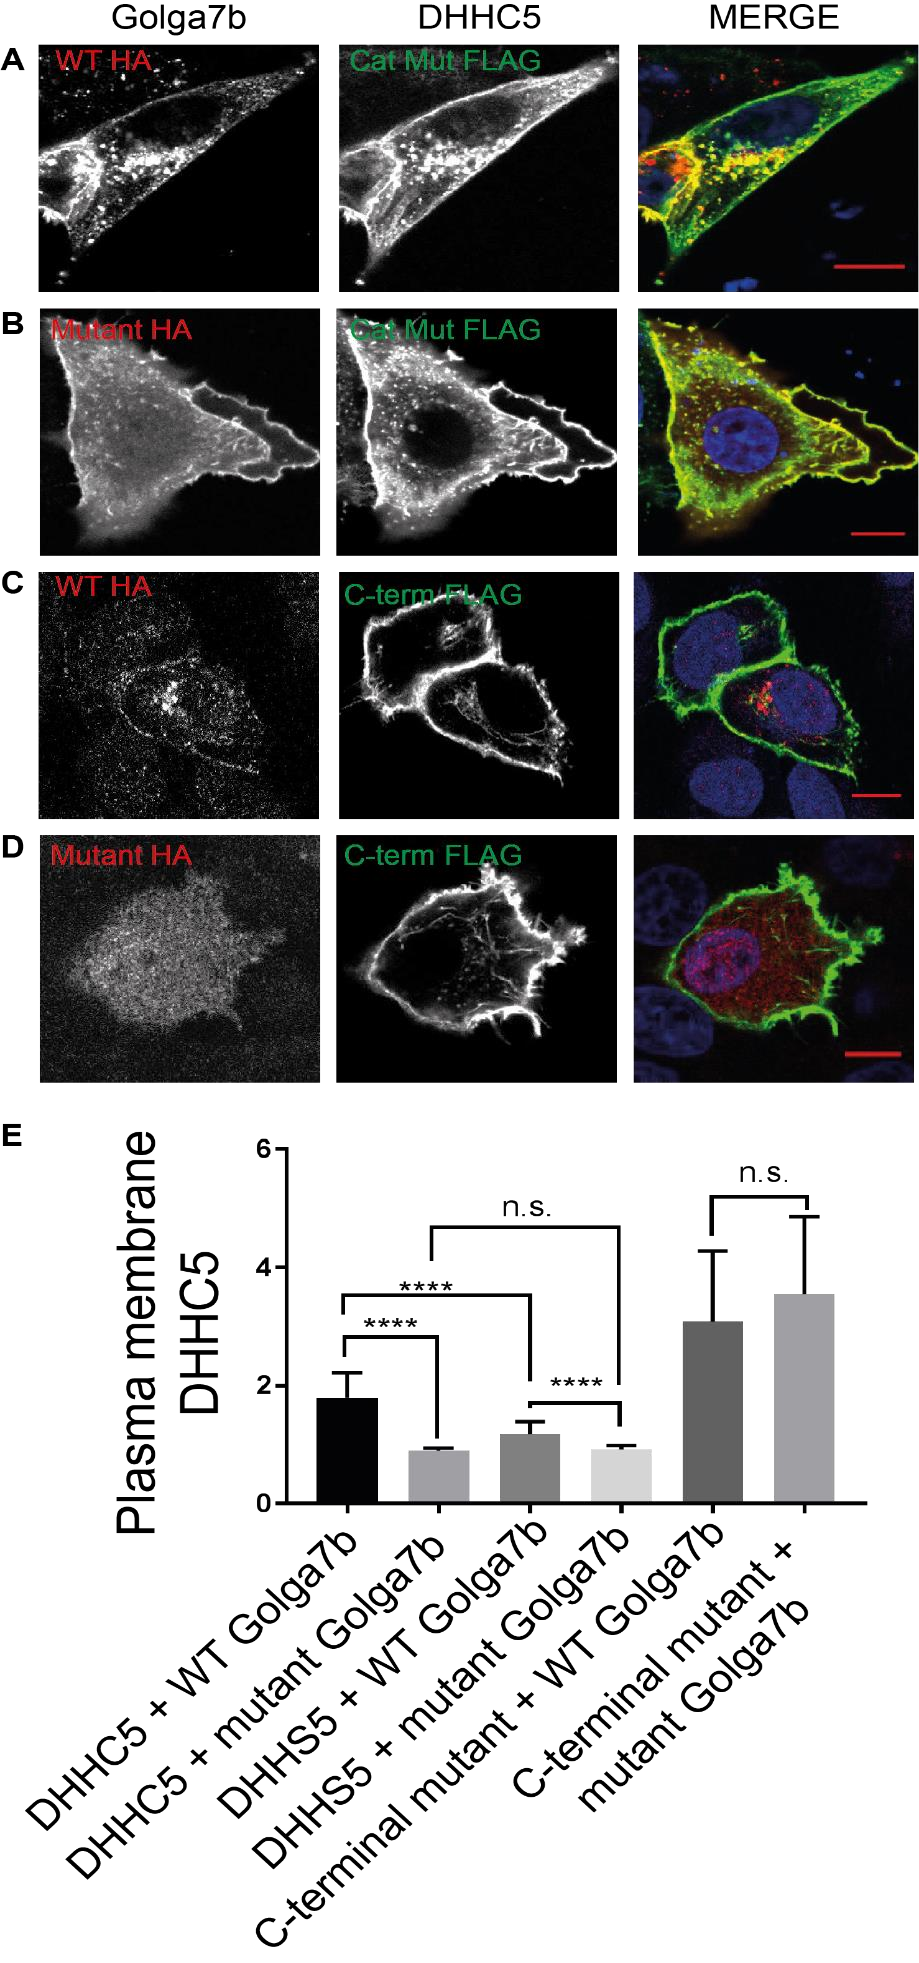 Golga7b DHHC5 MERGE
A WT HA Cat Mut FLAG
B Mutant HA Cat Mut FLAG
C WT HA C-term FLAG
D Mutant HA C-term FLAG
E
Plasma membrane
DHHC5
6
4
2
0
n.s.
n.s.
****
****
****
DHHC5 + WT Golga7b
DHHC5 + mutant Golga7b
DHHS5 + WT Golga7b
DHHS5 + mutant Golga7b
C-terminal mutant + WT Golga7b
C-terminal mutant +
mutant Golga7b